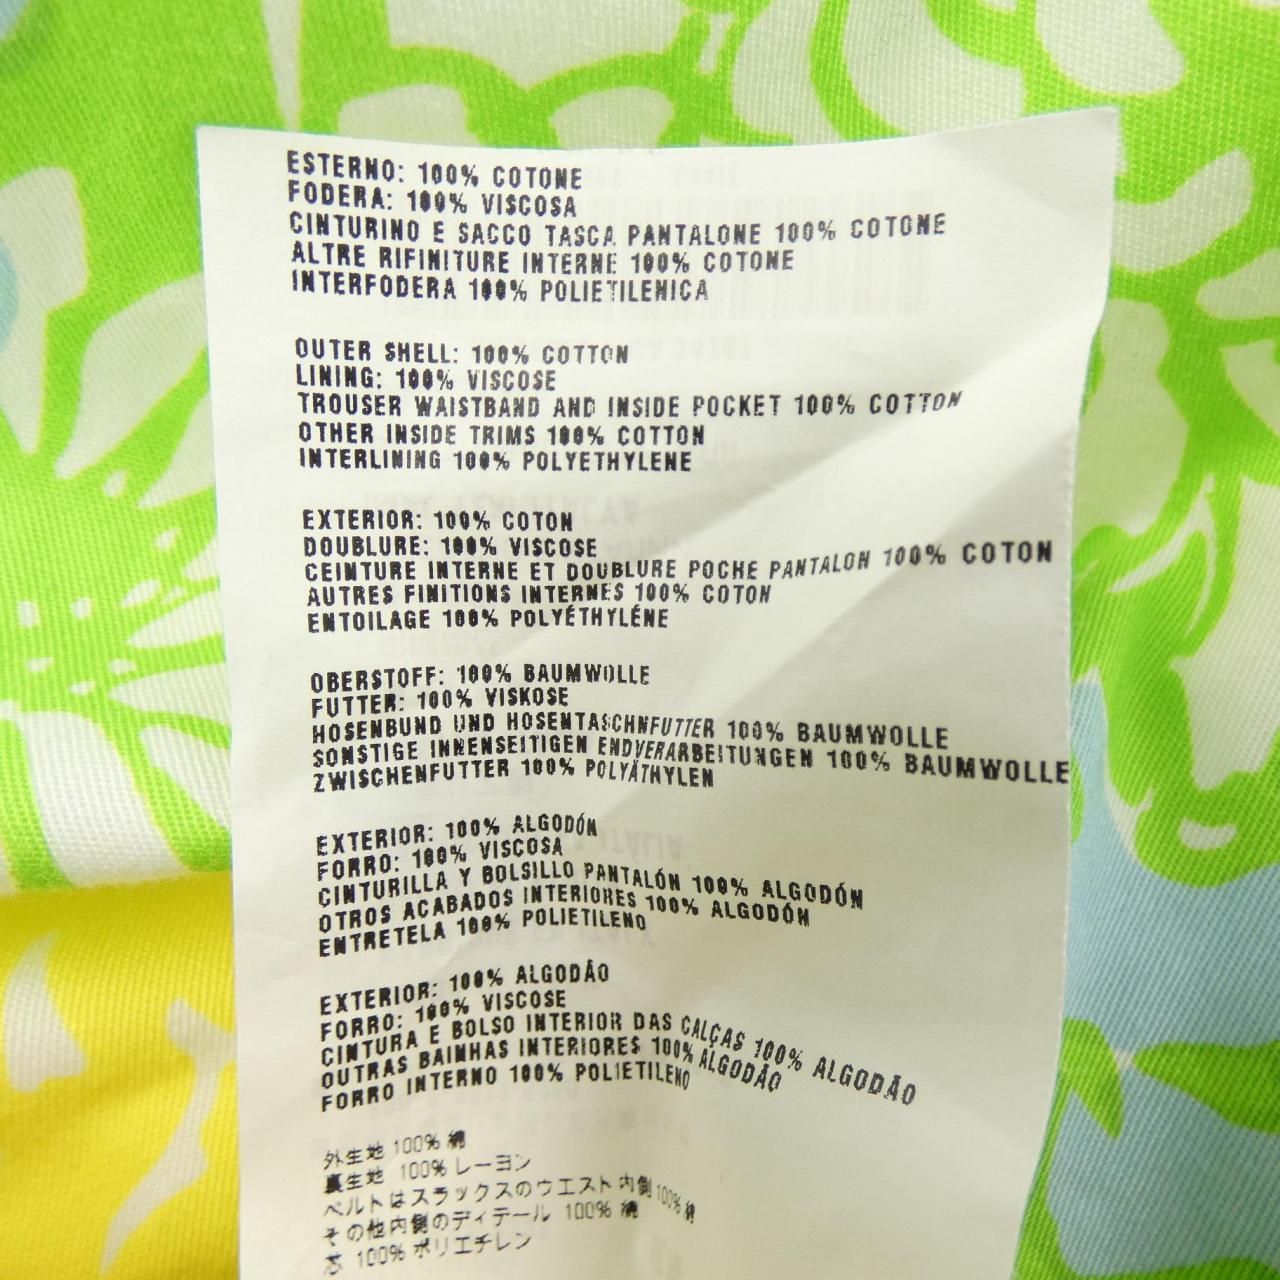 ESTERNO: 100% COTONE
FODERA: 100% VISCOSA
CINTURINO E SACCO TASCA PANTALONE 100% COTONE
ALTRE RIFINITURE INTERNE 100% COTONE
INTERFODERA 100% POLIETILENICA
OUTER SHELL: 100% COTTON
LINING: 100% VISCOSE
TROUSER WAISTBAND AND INSIDE POCKET 100% COTTON
OTHER INSIDE TRIMS 100% COTTON
INTERLINING 100% POLYETHYLENE
EXTERIOR: 100% COTON
DOUBLURE: 100% VISCOSE
CEINTURE INTERNE ET DOUBLURE POCHE PANTALON 100% COTON
AUTRES FINITIONS INTERNES 100% COTON
ENTOILAGE 100% POLYÉTHYLÉNE
OBERSTOFF: 100% BAUMWOLLE
FUTTER: 100% VISKOSE
HOSENBUND UND HOSENTASCHNFUTTER 100% BAUMWOLLE
SONSTIGE INNENSEITIGEN ENDVERARBEITUNGEN 100% BAUMWOLLE
ZWISCHENFUTTER 100% POLYÄTHYLEN
EXTERIOR: 100% ALGODÓN
FORRO: 100% VISCOSA
CINTURILLA Y BOLSILLO PANTALÓN 100% ALGODÓN
OTROS ACABADOS INTERIORES 100% ALGODÓN
ENTRETELA 100% POLIETILENO
EXTERIOR: 100% ALGODÃO
FORRO: 100% VISCOSE
CINTURA E BOLSO INTERIOR DAS CALÇAS 100% ALGODÃO
OUTRAS BAINHAS INTERIORES 100% ALGODÃO
FORRO INTERNO 100% POLIETILENO
外生地 100% 綿
裏生地 100% レーヨン
ベルトはスラックスのウエスト内側 100% 綿
その他内側のディテール 100% 綿
芯 100% ポリエチレン